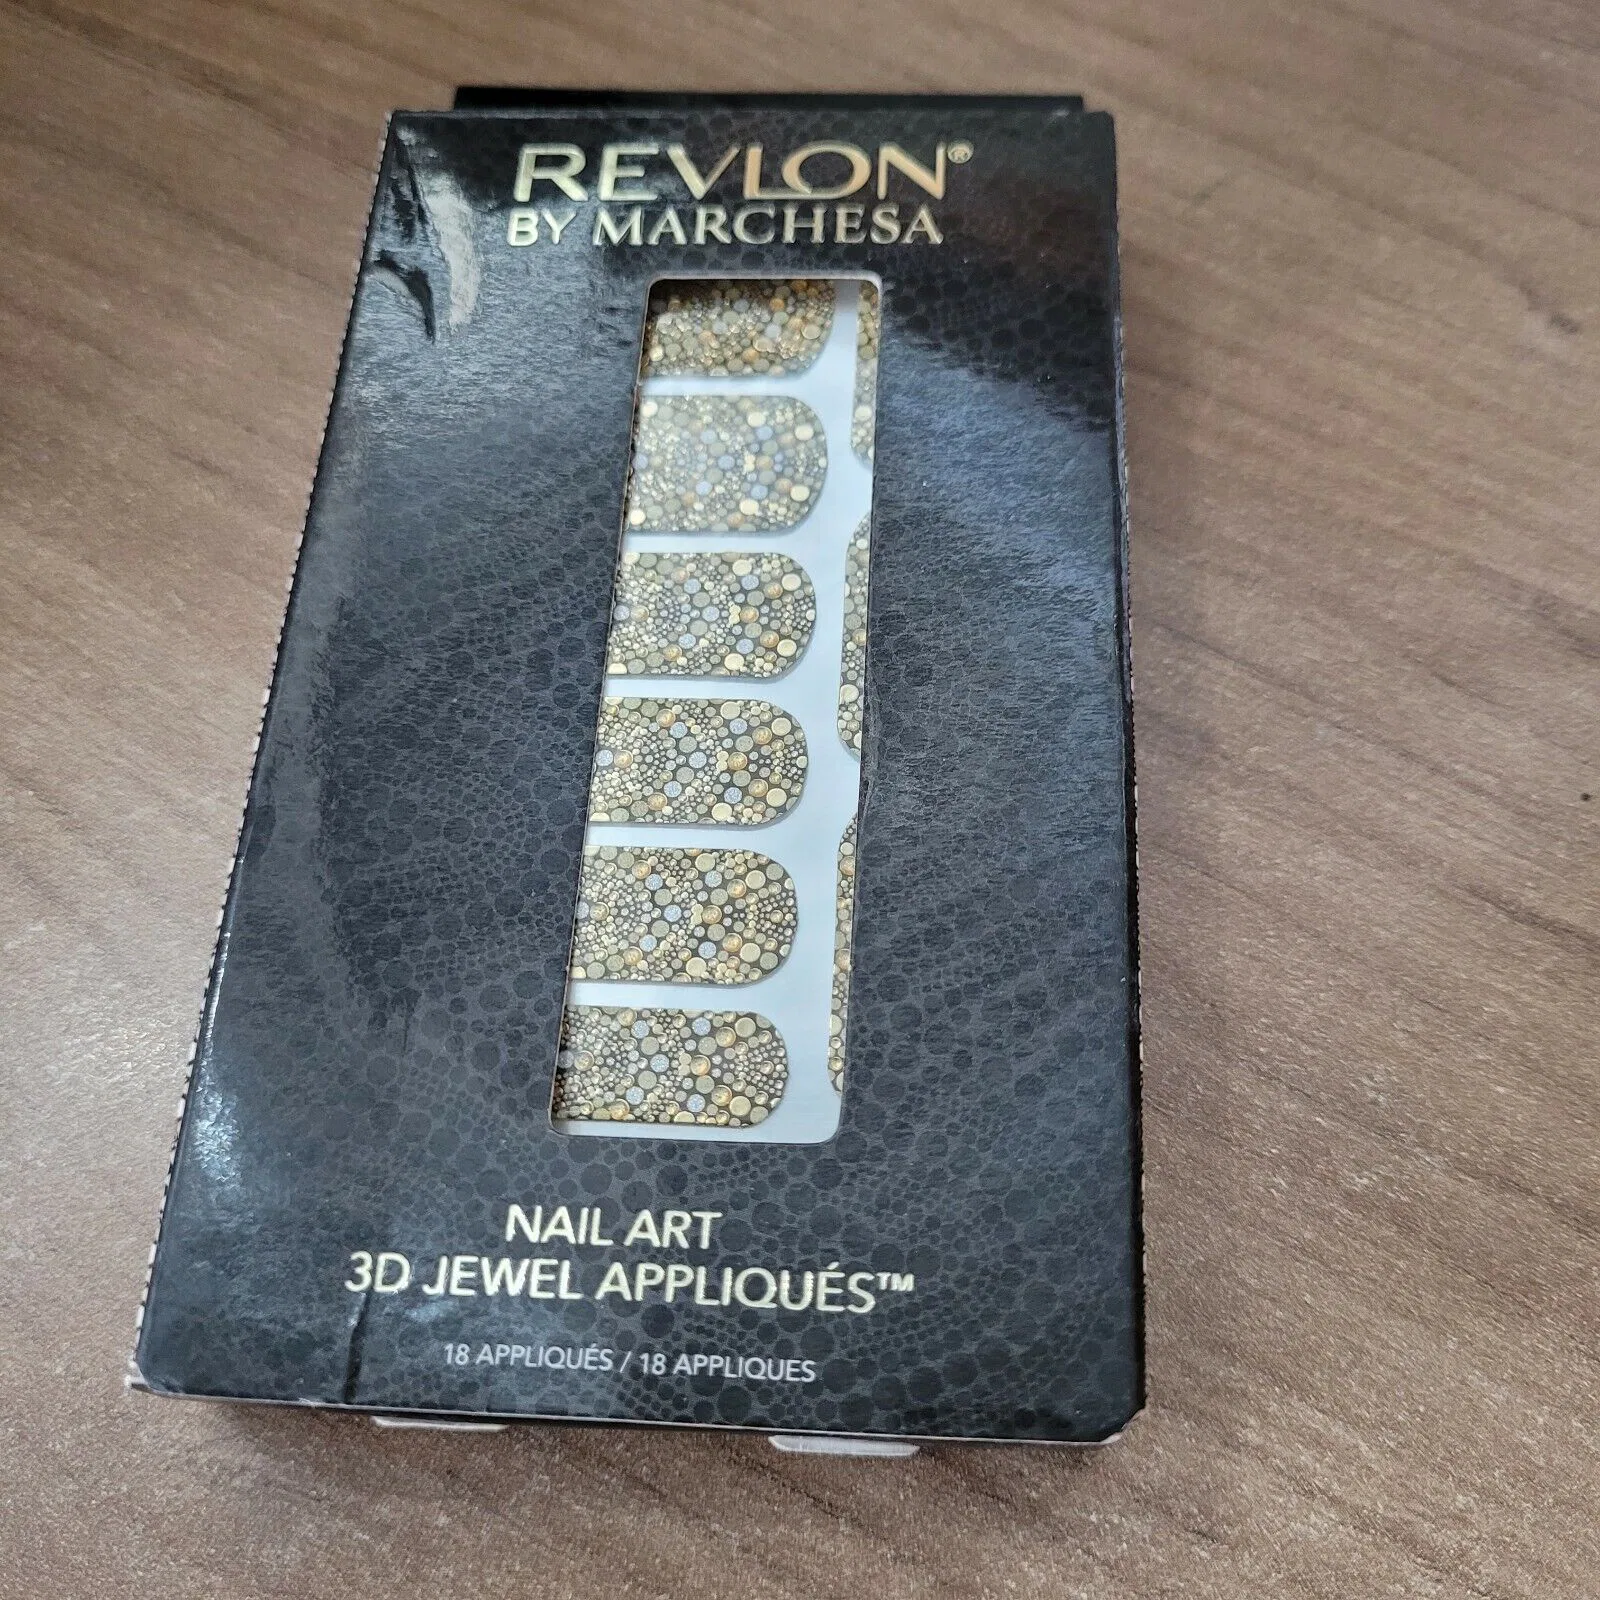 REVLON®
BY MARCHESA
NAIL ART
3D JEWEL APPLIQUÉS™
18 APPLIQUÉS / 18 APPLIQUES